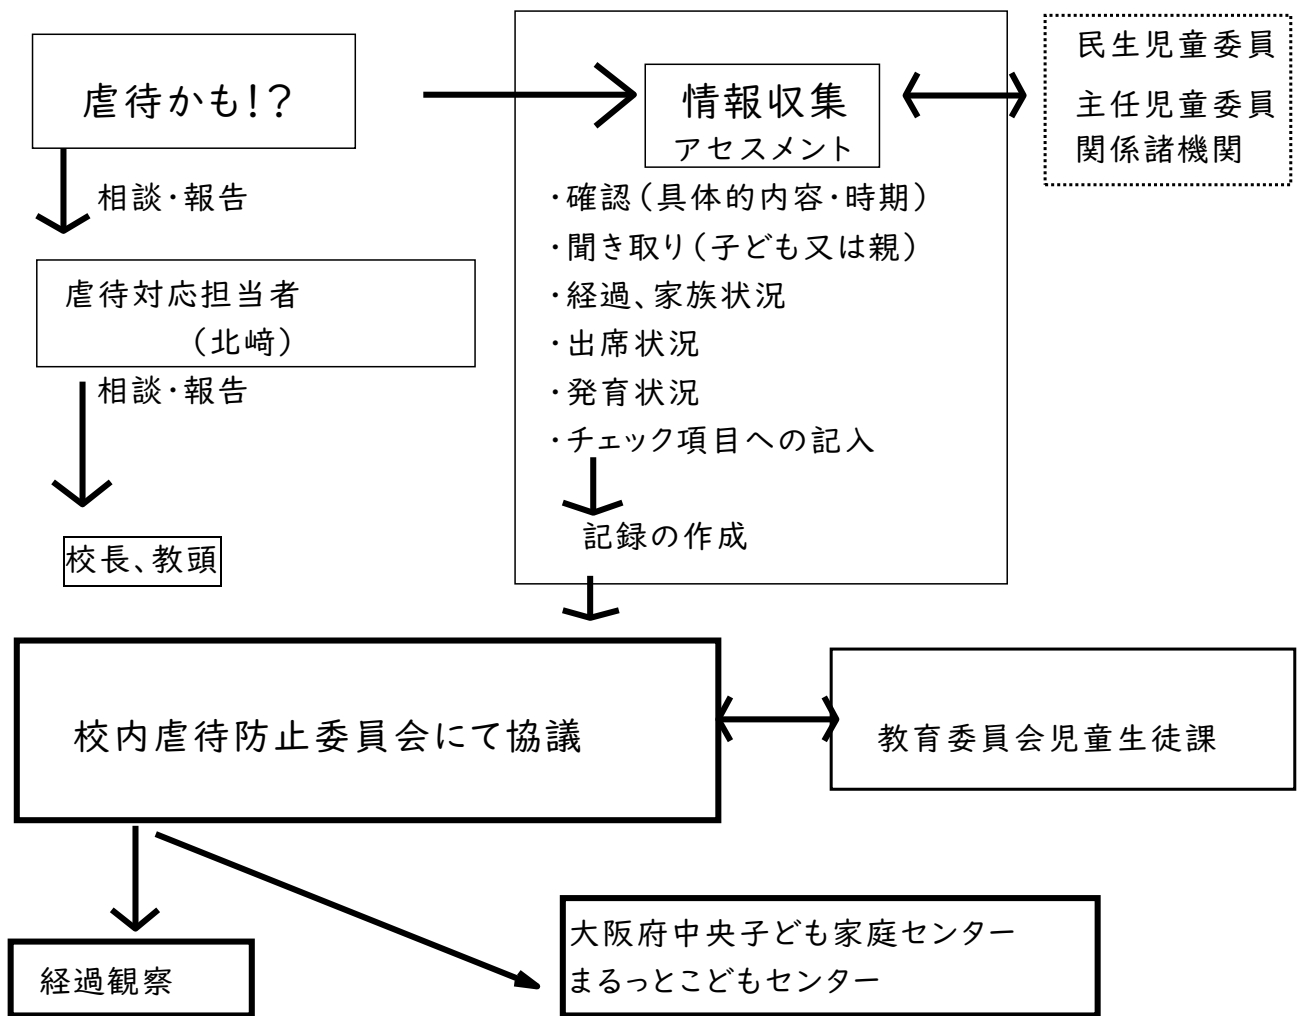 虐待かも!?
相談・報告
虐待対応担当者
(北﨑)
相談・報告
校長、教頭
情報収集
アセスメント
・確認(具体的内容・時期)
・聞き取り(子ども又は親)
・経過、家族状況
・出席状況
・発育状況
・チェック項目への記入
記録の作成
民生児童委員
主任児童委員
関係諸機関
校内虐待防止委員会にて協議
教育委員会児童生徒課
経過観察
大阪府中央子ども家庭センター
まるっとこどもセンター